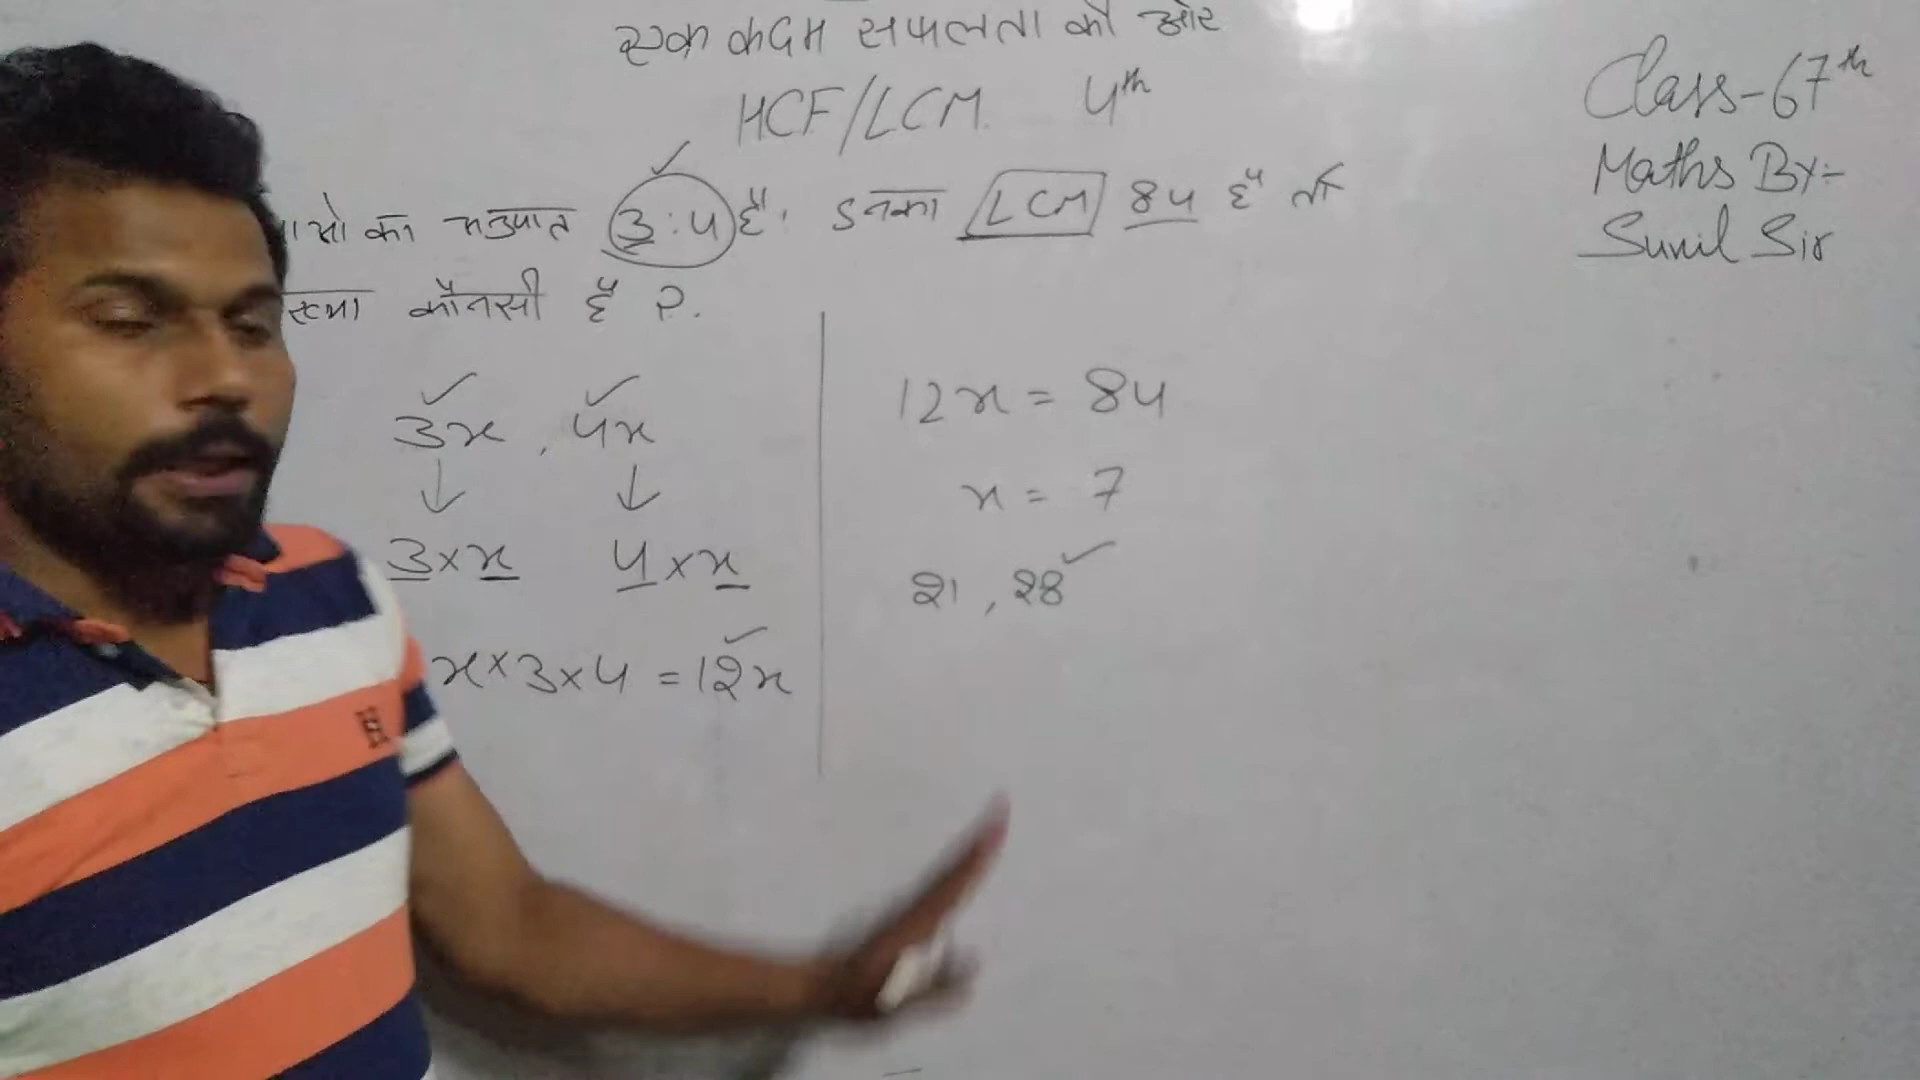 एक कदम सफलता की ओर
HCF/LCM 4th
Class-67th
Maths By:-
Sunil Sir
ाओ का अनुपात 3:4 है। इनका LCM 84 है तो
ख्या कौनसी है ?.
3x , 4x
↓ ↓
3×x 4×x
x×3×4 = 12x
12x = 84
x = 7
21 , 28